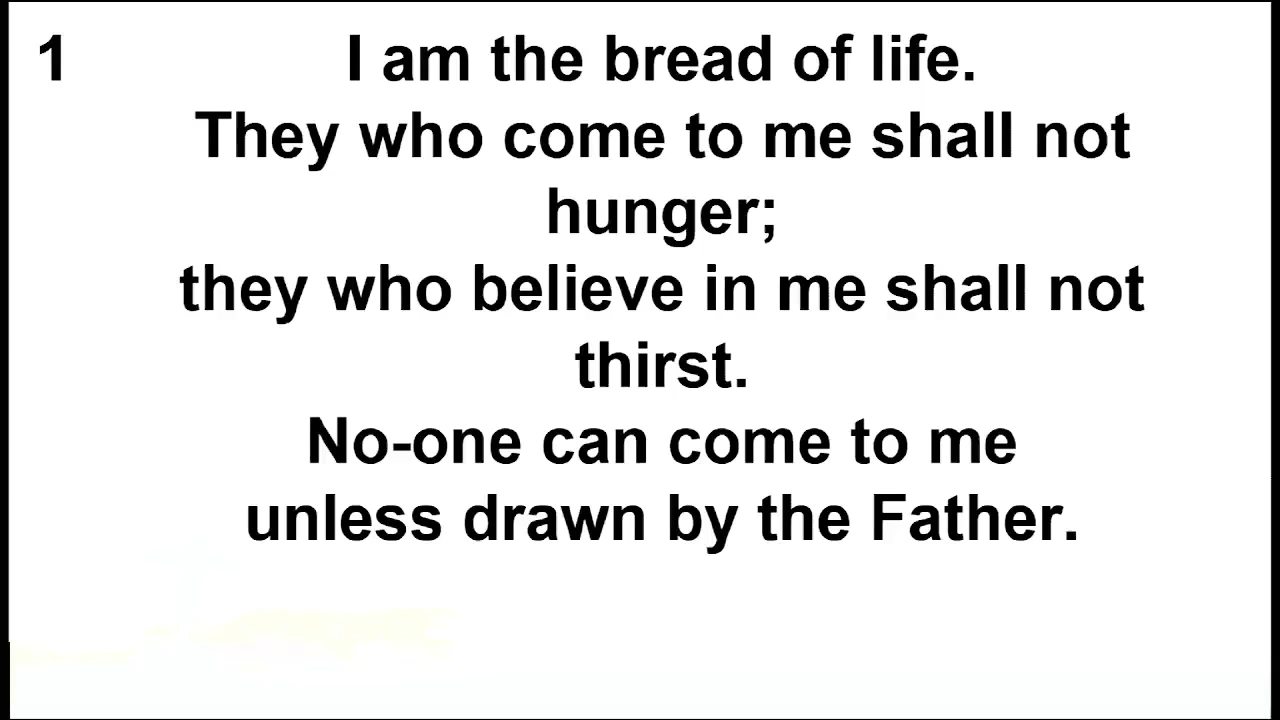 1 I am the bread of life.
They who come to me shall not
hunger;
they who believe in me shall not
thirst.
No-one can come to me
unless drawn by the Father.